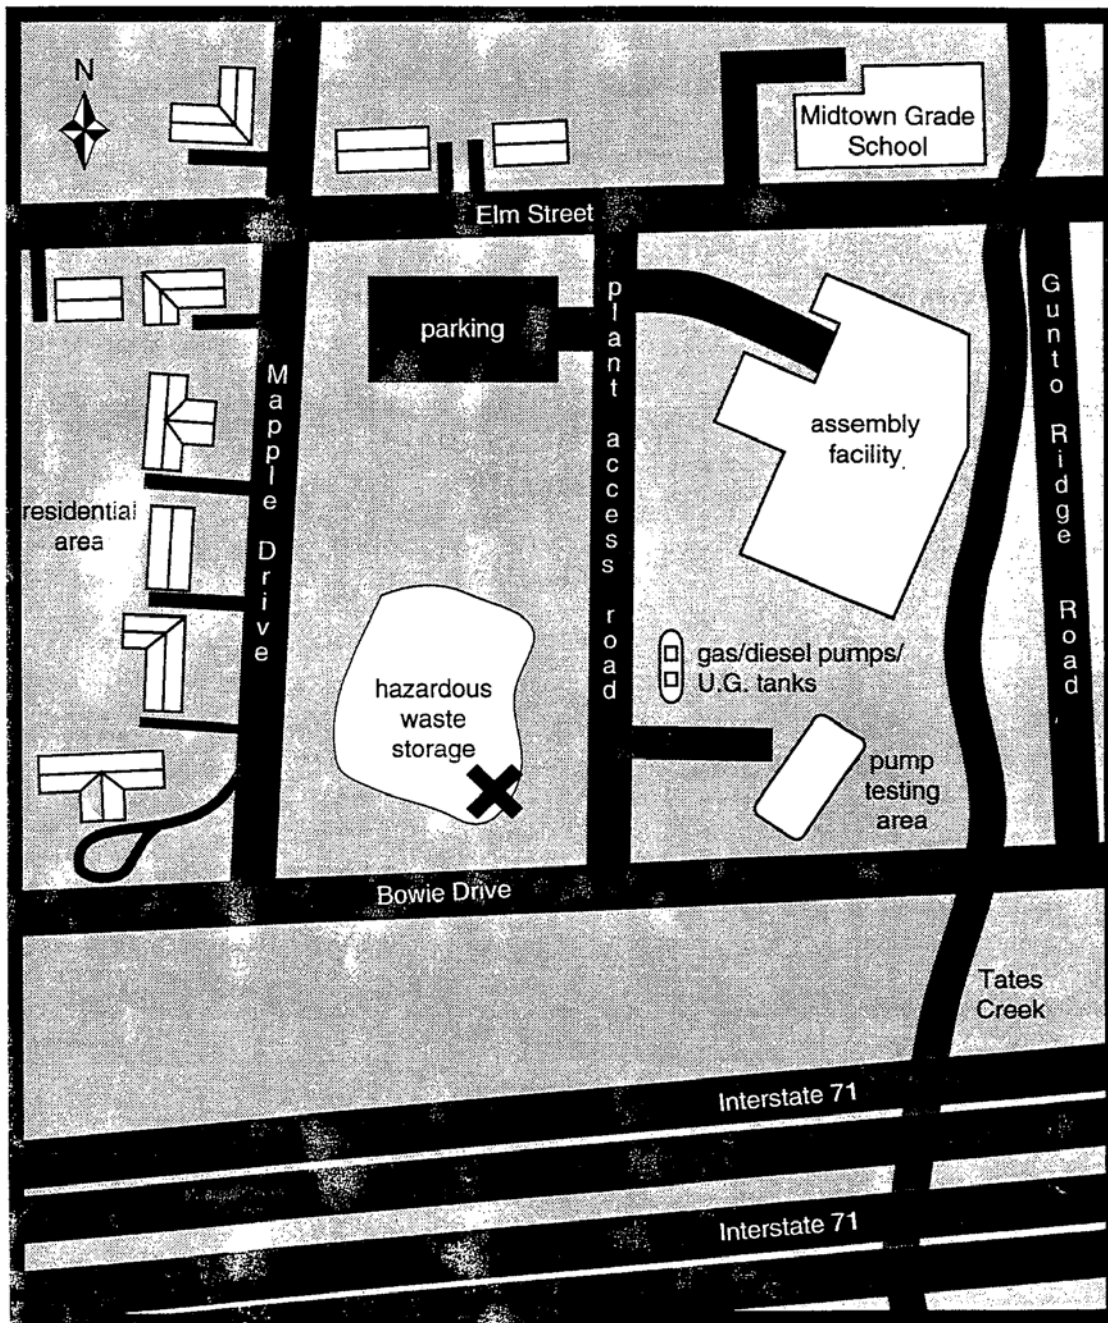 N
Midtown Grade
School
Elm Street
parking
plant access road
Gunto Ridge Road
Mapple Drive
assembly
facility
residential
area
hazardous
waste
storage
gas/diesel pumps/
U.G. tanks
pump
testing
area
Bowie Drive
Tates
Creek
Interstate 71
Interstate 71